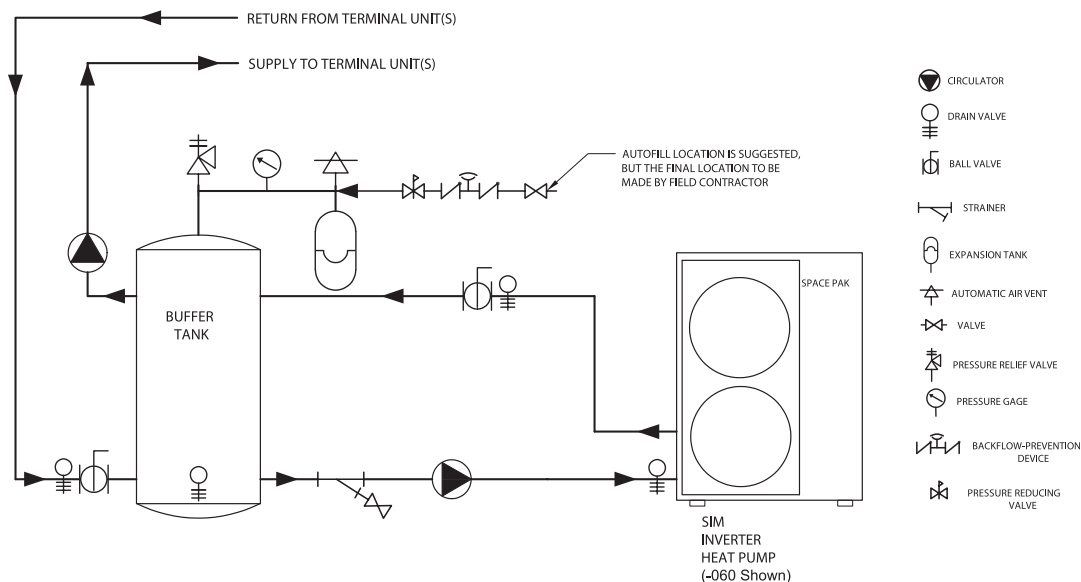 RETURN FROM TERMINAL UNIT(S)
SUPPLY TO TERMINAL UNIT(S)
AUTOFILL LOCATION IS SUGGESTED,
BUT THE FINAL LOCATION TO BE
MADE BY FIELD CONTRACTOR
BUFFER
TANK
SPACE PAK
SIM
INVERTER
HEAT PUMP
(-060 Shown)
CIRCULATOR
DRAIN VALVE
BALL VALVE
STRAINER
EXPANSION TANK
AUTOMATIC AIR VENT
VALVE
PRESSURE RELIEF VALVE
PRESSURE GAGE
BACKFLOW-PREVENTION
DEVICE
PRESSURE REDUCING
VALVE